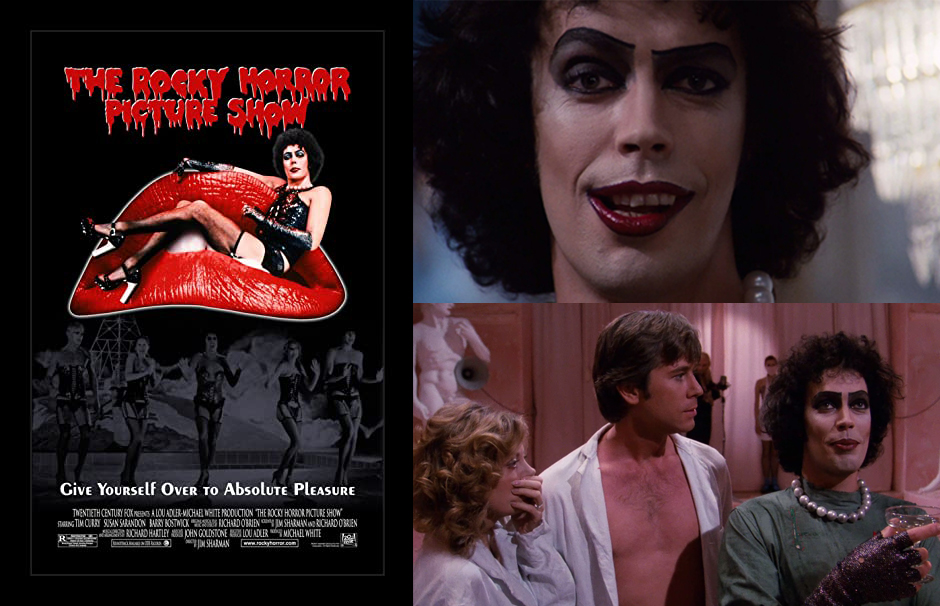 THE ROCKY HORROR
PICTURE SHOW
GIVE YOURSELF OVER TO ABSOLUTE PLEASURE
TWENTIETH CENTURY FOX PRESENTS A LOU ADLER-MICHAEL WHITE PRODUCTION "THE ROCKY HORROR PICTURE SHOW"
STARRING TIM CURRY SUSAN SARANDON BARRY BOSTWICK RICHARD O'BRIEN JIM SHARMAN AND RICHARD O'BRIEN
RICHARD HARTLEY JOHN GOLDSTONE LOU ADLER MICHAEL WHITE
R RESTRICTED JIM SHARMAN www.rockyhorror.com FOX